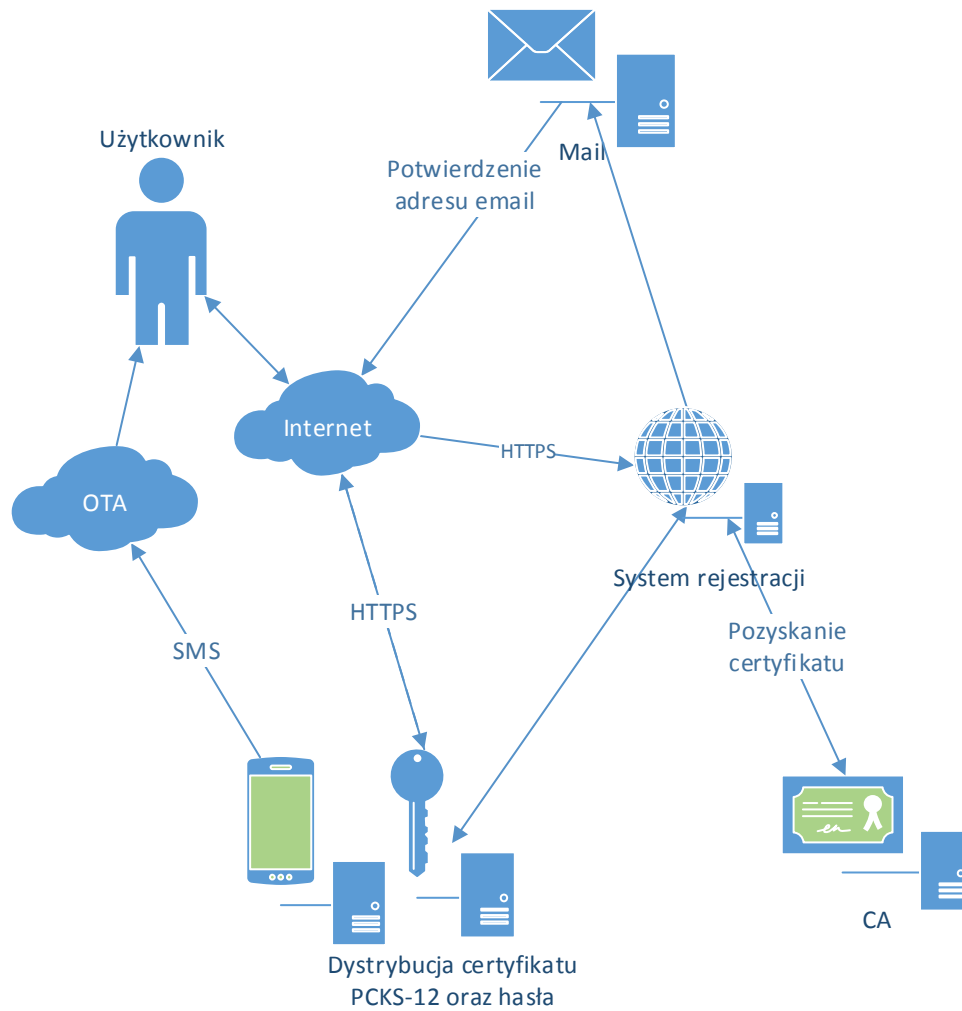 Użytkownik
Mail
Potwierdzenie
adresu email
Internet
HTTPS
OTA
System rejestracji
HTTPS
SMS
Pozyskanie
certyfikatu
CA
Dystrybucja certyfikatu
PCKS-12 oraz hasła